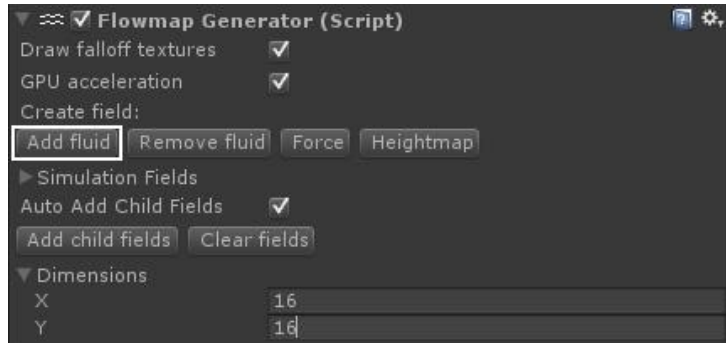 Flowmap Generator (Script)
Draw falloff textures
GPU acceleration
Create field:
Add fluid Remove fluid Force Heightmap
Simulation Fields
Auto Add Child Fields
Add child fields Clear fields
Dimensions
X 16
Y 16